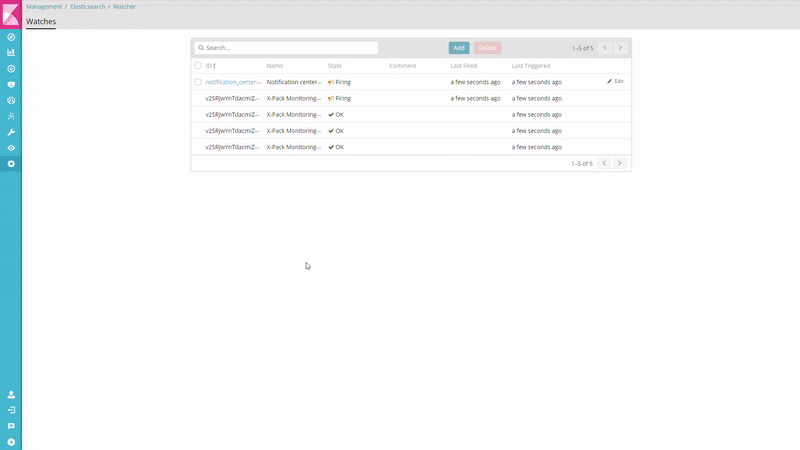 Management / Elasticsearch / Watcher
Watches
Search... Add Delete 1–5 of 5
ID Name State Comment Last Fired Last Triggered
notification_center... Notification center... Firing a few seconds ago a few seconds ago Edit
v25RJwYnTdacmiZ... X-Pack Monitoring... Firing a few seconds ago a few seconds ago
v25RJwYnTdacmiZ... X-Pack Monitoring... OK a few seconds ago
v25RJwYnTdacmiZ... X-Pack Monitoring... OK a few seconds ago
v25RJwYnTdacmiZ... X-Pack Monitoring... OK a few seconds ago
1–5 of 5